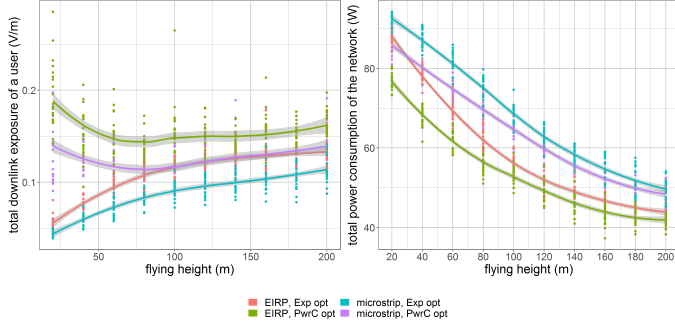 total downlink exposure of a user (V/m)
0.2
0.1
50
100
150
200
flying height (m)
total power consumption of the network (W)
80
60
40
20
40
60
80
100
120
140
160
180
200
flying height (m)
EIRP, Exp opt
microstrip, Exp opt
EIRP, PwrC opt
microstrip, PwrC opt